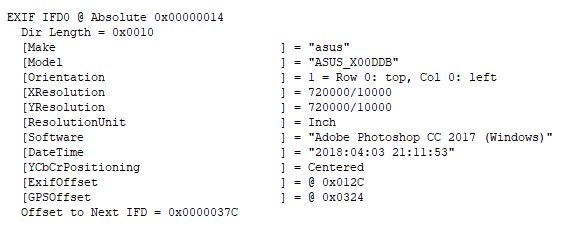 EXIF IFD0 @ Absolute 0x00000014
Dir Length = 0x0010
[Make ] = "asus"
[Model ] = "ASUS_X00DDB"
[Orientation ] = 1 = Row 0: top, Col 0: left
[XResolution ] = 720000/10000
[YResolution ] = 720000/10000
[ResolutionUnit ] = Inch
[Software ] = "Adobe Photoshop CC 2017 (Windows)"
[DateTime ] = "2018:04:03 21:11:53"
[YCbCrPositioning ] = Centered
[ExifOffset ] = @ 0x012C
[GPSOffset ] = @ 0x0324
Offset to Next IFD = 0x0000037C